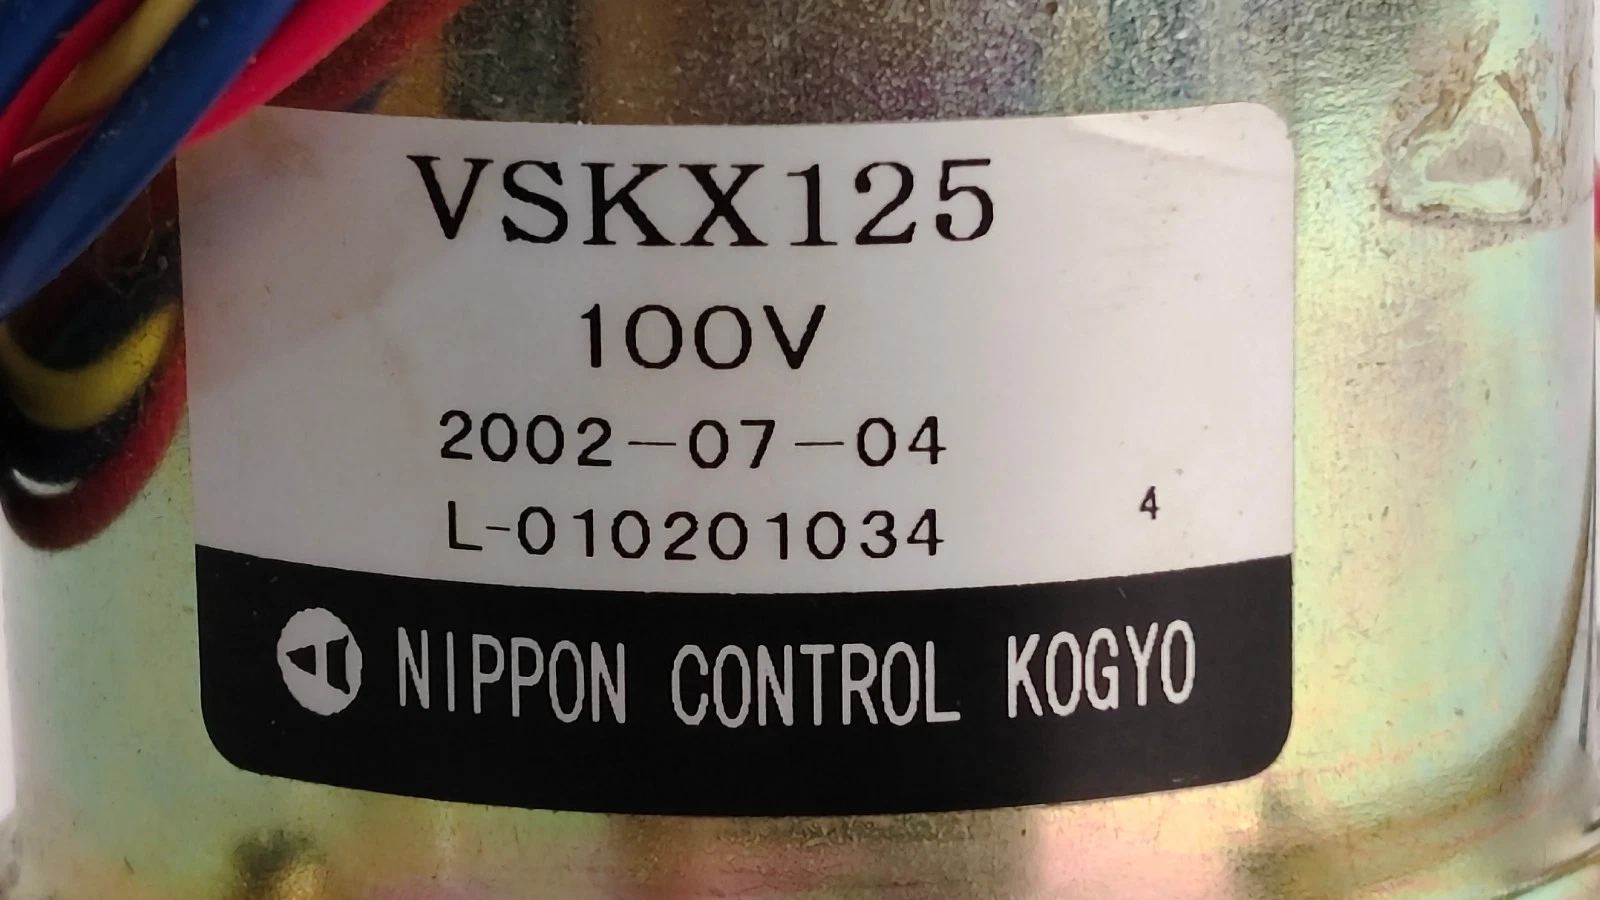 VSKX125
100V
2002-07-04
L-010201034
4
NIPPON CONTROL KOGYO